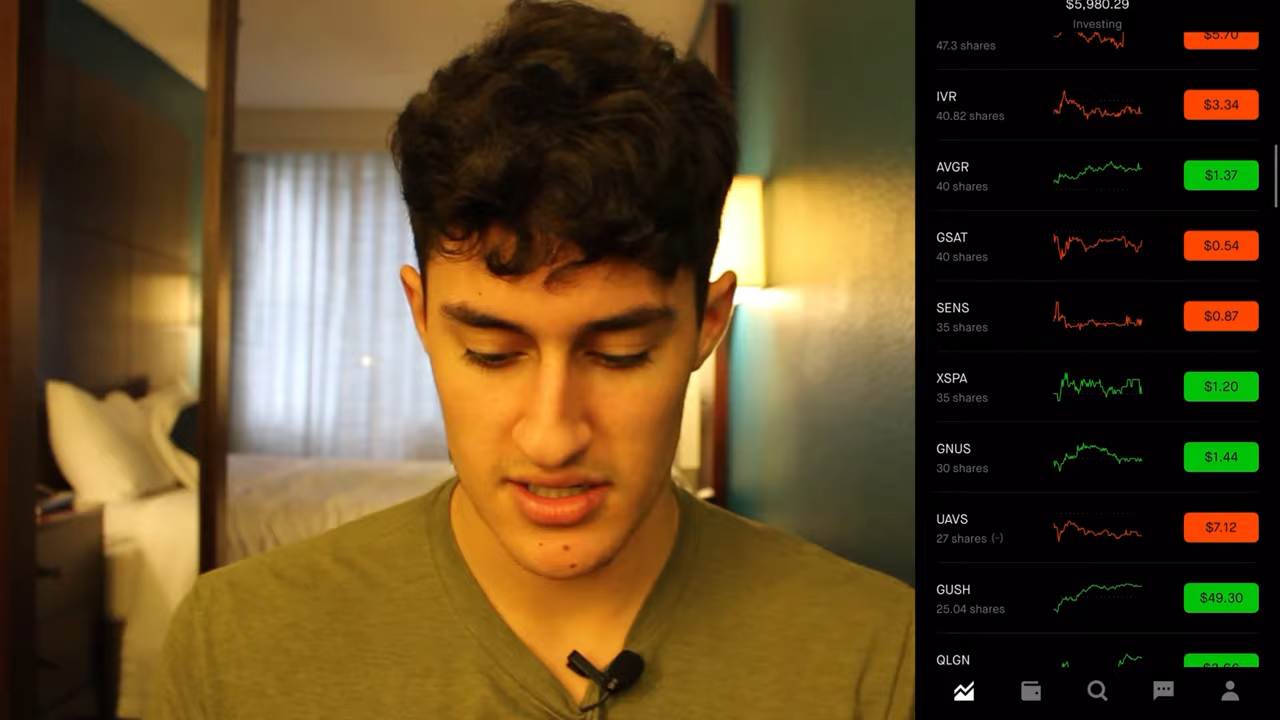 $5,980.29
Investing
47.3 shares
$5.70
IVR
40.82 shares
$3.34
AVGR
40 shares
$1.37
GSAT
40 shares
$0.54
SENS
35 shares
$0.87
XSPA
35 shares
$1.20
GNUS
30 shares
$1.44
UAVS
27 shares (-)
$7.12
GUSH
25.04 shares
$49.30
QLGN